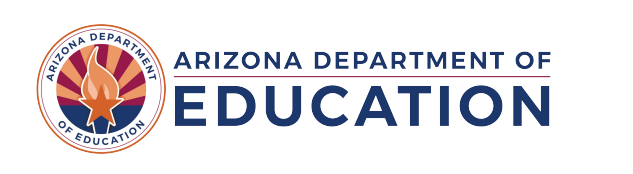 ARIZONA DEPARTMENT
OF EDUCATION
ARIZONA DEPARTMENT OF
EDUCATION